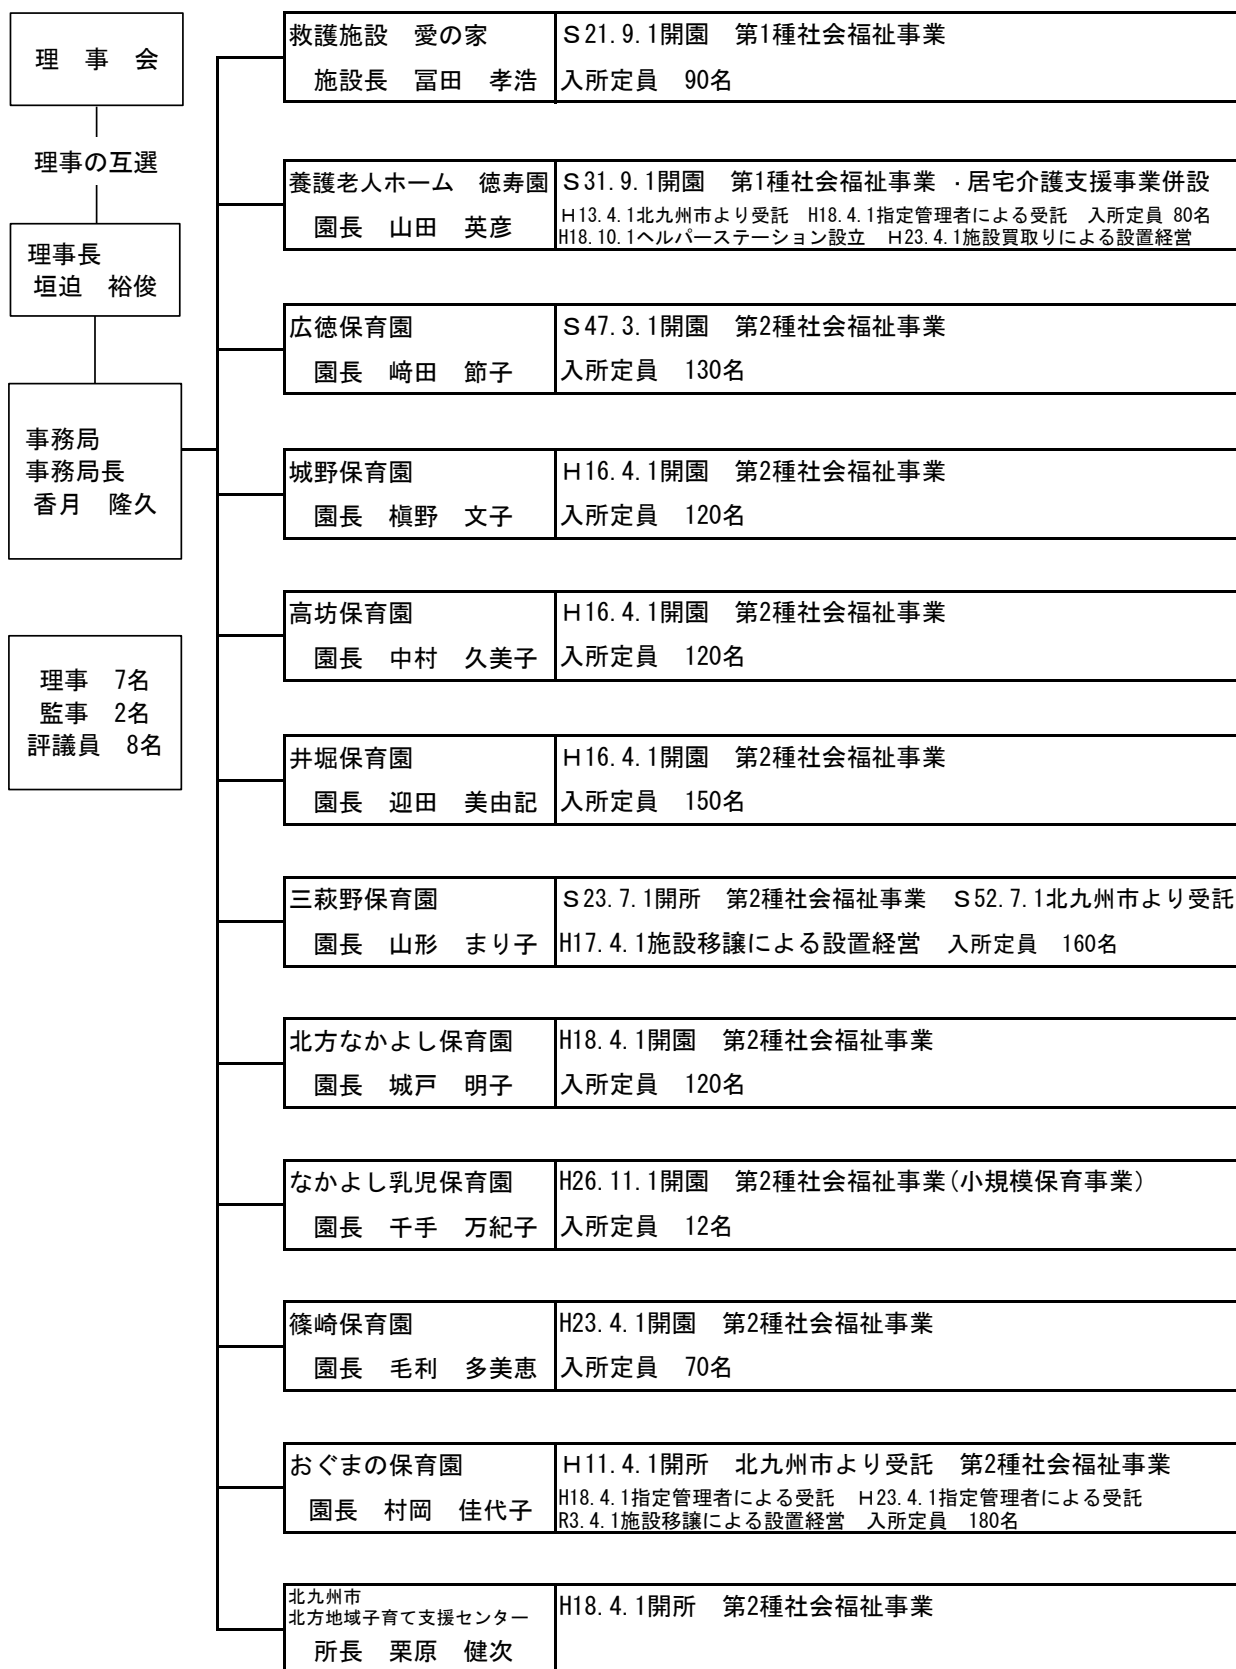 理　事　会
理事の互選
理事長
垣迫　裕俊
事務局
事務局長
香月　隆久
理事　7名
監事　2名
評議員　8名
救護施設　愛の家
施設長　冨田　孝浩
Ｓ21.9.1開園　第1種社会福祉事業
入所定員　90名
養護老人ホーム　徳寿園
園長　山田　英彦
Ｓ31.9.1開園　第1種社会福祉事業　・居宅介護支援事業併設
Ｈ13.4.1北九州市より受託　H18.4.1指定管理者による受託　入所定員 80名
H18.10.1ヘルパーステーション設立　Ｈ23.4.1施設買取りによる設置経営
広徳保育園
園長　﨑田　節子
Ｓ47.3.1開園　第2種社会福祉事業
入所定員　130名
城野保育園
園長　槇野　文子
Ｈ16.4.1開園　第2種社会福祉事業
入所定員　120名
高坊保育園
園長　中村　久美子
Ｈ16.4.1開園　第2種社会福祉事業
入所定員　120名
井堀保育園
園長　迎田　美由記
Ｈ16.4.1開園　第2種社会福祉事業
入所定員　150名
三萩野保育園
園長　山形　まり子
Ｓ23.7.1開所　第2種社会福祉事業　Ｓ52.7.1北九州市より受託
H17.4.1施設移譲による設置経営　入所定員　160名
北方なかよし保育園
園長　城戸　明子
H18.4.1開園　第2種社会福祉事業
入所定員　120名
なかよし乳児保育園
園長　千手　万紀子
H26.11.1開園　第2種社会福祉事業(小規模保育事業)
入所定員　12名
篠崎保育園
園長　毛利　多美恵
H23.4.1開園　第2種社会福祉事業
入所定員　70名
おぐまの保育園
園長　村岡　佳代子
Ｈ11.4.1開所　北九州市より受託　第2種社会福祉事業
H18.4.1指定管理者による受託　Ｈ23.4.1指定管理者による受託
R3.4.1施設移譲による設置経営　入所定員　180名
北九州市
北方地域子育て支援センター
所長　栗原　健次
H18.4.1開所　第2種社会福祉事業